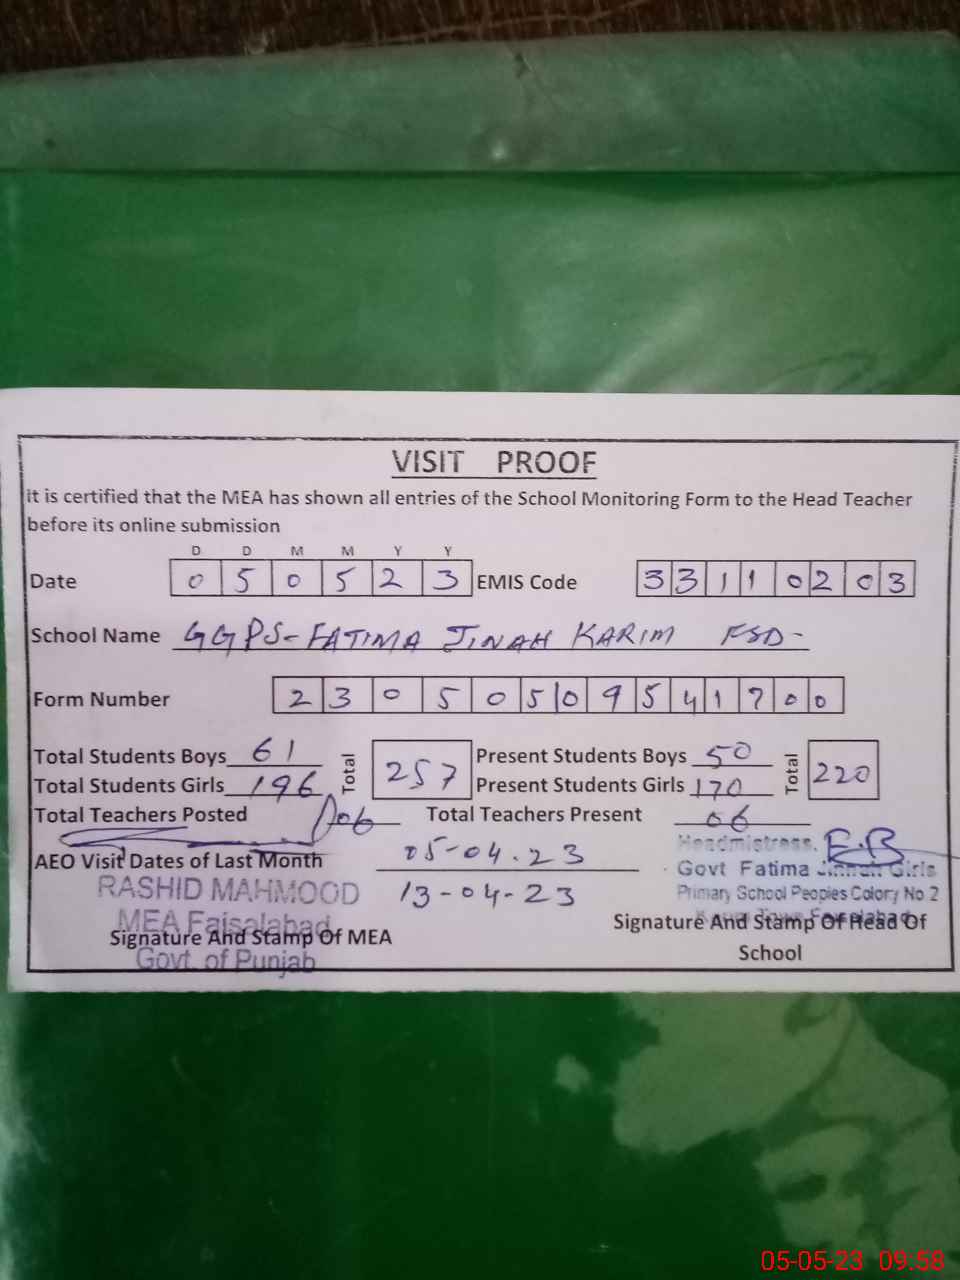 VISIT PROOF
it is certified that the MEA has shown all entries of the School Monitoring Form to the Head Teacher
before its online submission
D D M M Y Y
Date 0 5 0 5 2 3 EMIS Code 3 3 1 1 0 2 0 3
School Name GGPS-FATIMA JINAH KARIM FSD-
Form Number 2 3 0 5 0 5 0 9 5 4 1 7 0 0
Total Students Boys 61 Total 257 Present Students Boys 50 Total 220
Total Students Girls 196 Present Students Girls 170
Total Teachers Posted 06 Total Teachers Present 06
AEO Visit Dates of Last Month 05-04.23
13-04-23
RASHID MAHMOOD
MEA Faisalabad
Govt. of Punjab
Signature And Stamp Of MEA
Headmistress. E.B
Govt Fatima Jinnah Girls
Primary School Peoples Colony No 2
Signature And Stamp Of Head Of
School
05-05-23 09:58